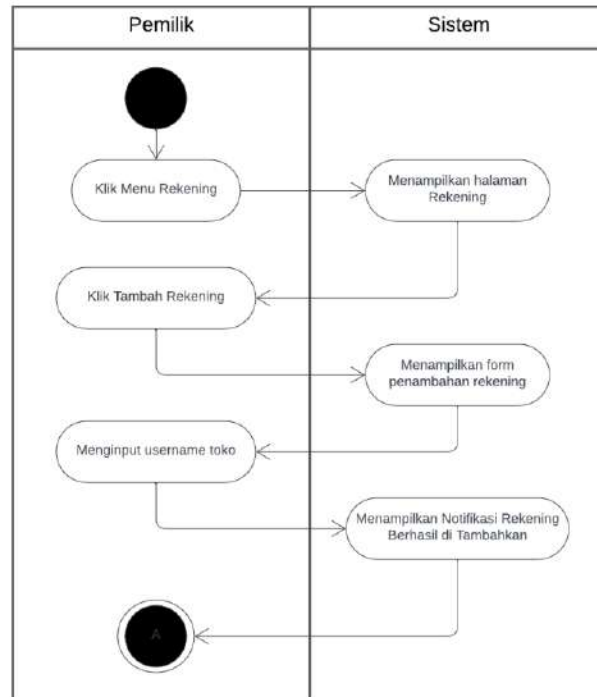 Pemilik
Sistem
Klik Menu Rekening
Menampilkan halaman
Rekening
Klik Tambah Rekening
Menampilkan form
penambahan rekening
Menginput username toko
Menampilkan Notifikasi Rekening
Berhasil di Tambahkan
A